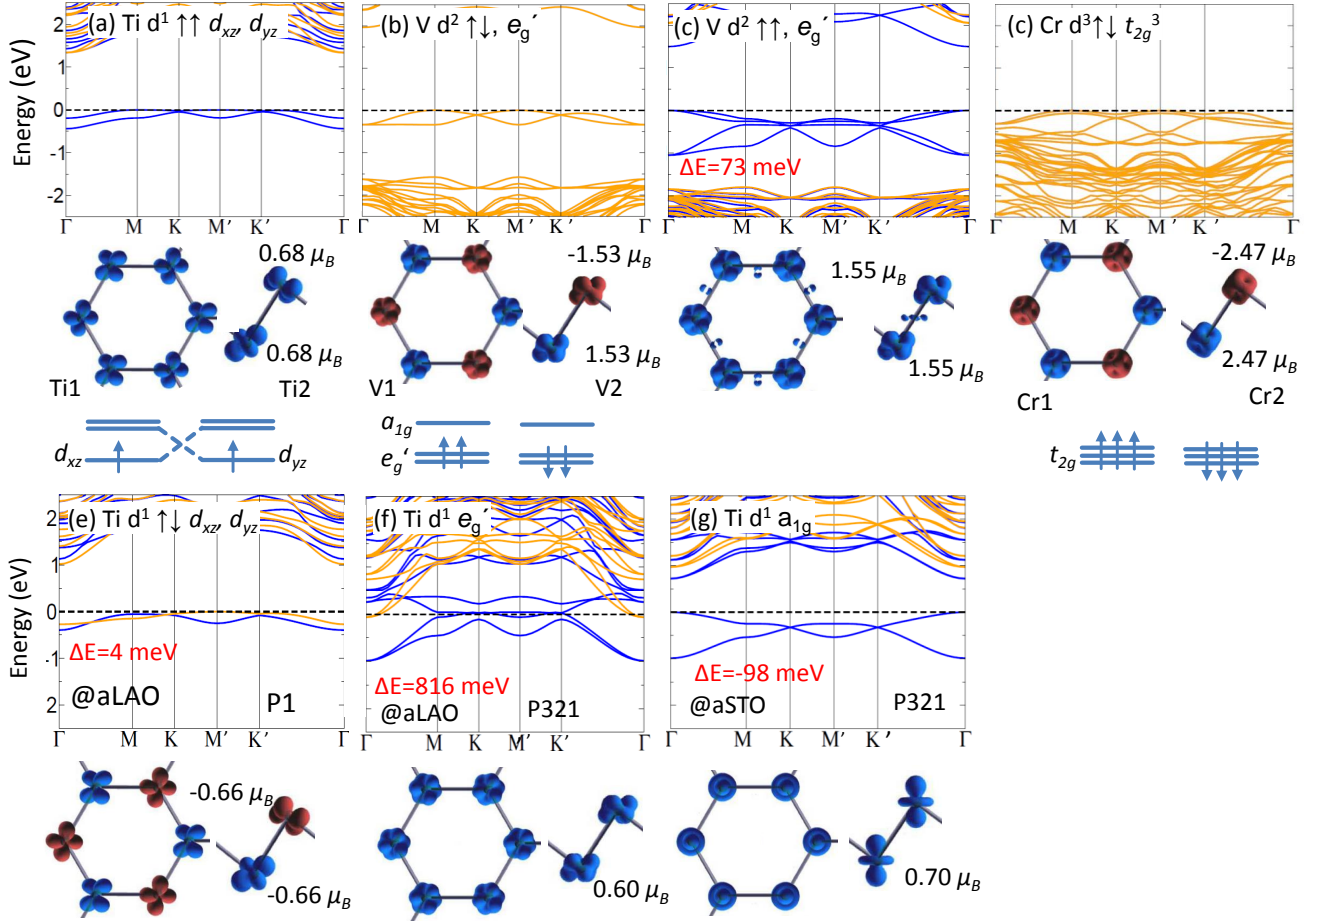 (a) Ti d¹ ↑↑ dxz, dyz
(b) V d² ↑↓, eg´
(c) V d² ↑↑, eg´
(c) Cr d³↑↓ t2g³
Energy (eV)
2
1
0
-1
-2
ΔE=73 meV
Γ M K M' K' Γ
Γ M K M' K' Γ
Γ M K M' K' Γ
Γ M K M' K' Γ
0.68 μB
-1.53 μB
1.55 μB
-2.47 μB
0.68 μB
1.53 μB
1.55 μB
2.47 μB
Ti1 Ti2
V1 V2
Cr1 Cr2
dxz dyz
a1g
eg‘
t2g
(e) Ti d¹ ↑↓ dxz, dyz
(f) Ti d¹ eg´
(g) Ti d¹ a1g
Energy (eV)
2
1
0
-1
2
ΔE=4 meV
@aLAO P1
ΔE=816 meV
@aLAO P321
ΔE=-98 meV
@aSTO P321
Γ M K M' K' Γ
Γ M K M' K' Γ
Γ M K M' K' Γ
-0.66 μB
-0.66 μB
0.60 μB
0.70 μB